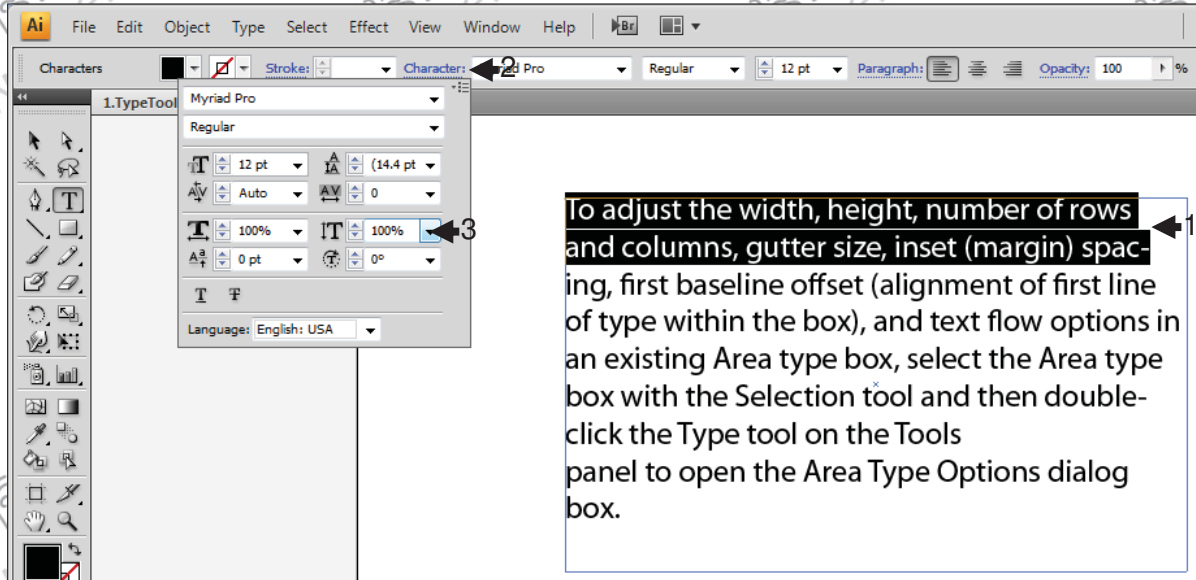 Ai File Edit Object Type Select Effect View Window Help Br
Characters Stroke: Character: 2 Pro Regular 12 pt Paragraph: Opacity: 100 %
1.TypeTool
Myriad Pro
Regular
12 pt (14.4 pt
Auto 0
100% 100% 3
0 pt 0°
Language: English: USA
To adjust the width, height, number of rows 1
and columns, gutter size, inset (margin) spac-
ing, first baseline offset (alignment of first line
of type within the box), and text flow options in
an existing Area type box, select the Area type
box with the Selection tool and then double-
click the Type tool on the Tools
panel to open the Area Type Options dialog
box.